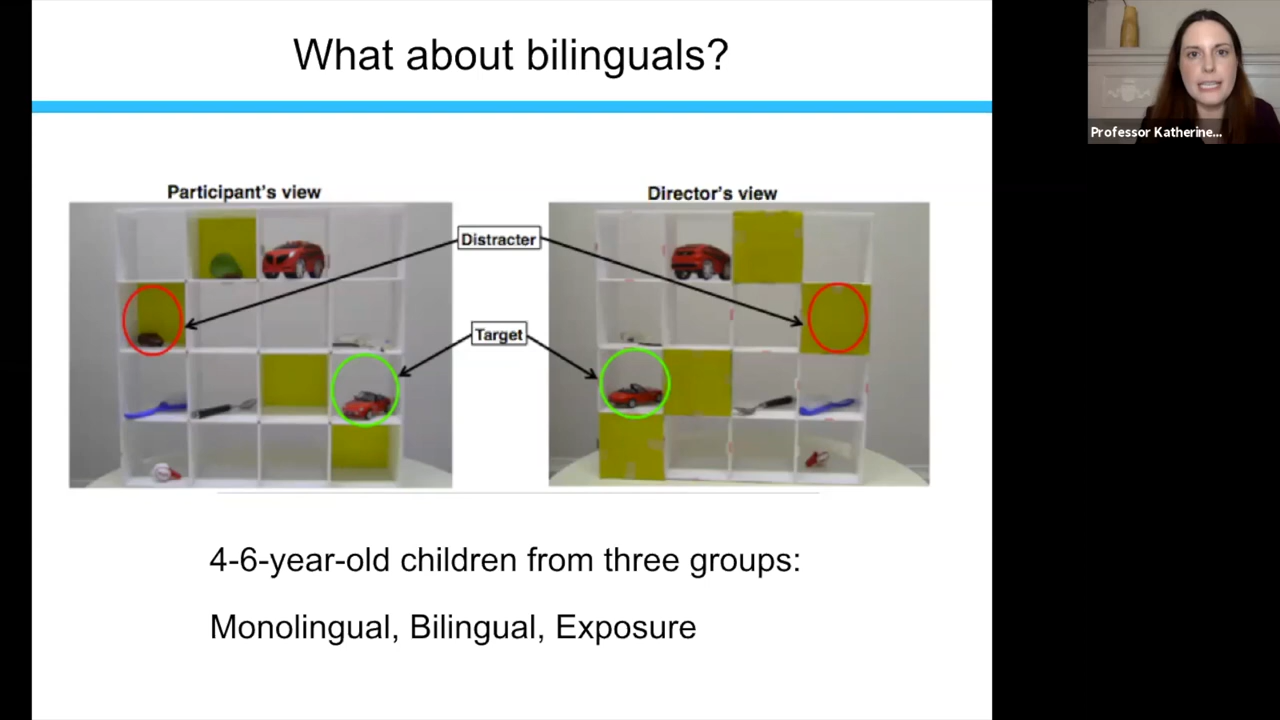 What about bilinguals?
Professor Katherine...
Participant's view
Director's view
Distracter
Target
4-6-year-old children from three groups:
Monolingual, Bilingual, Exposure